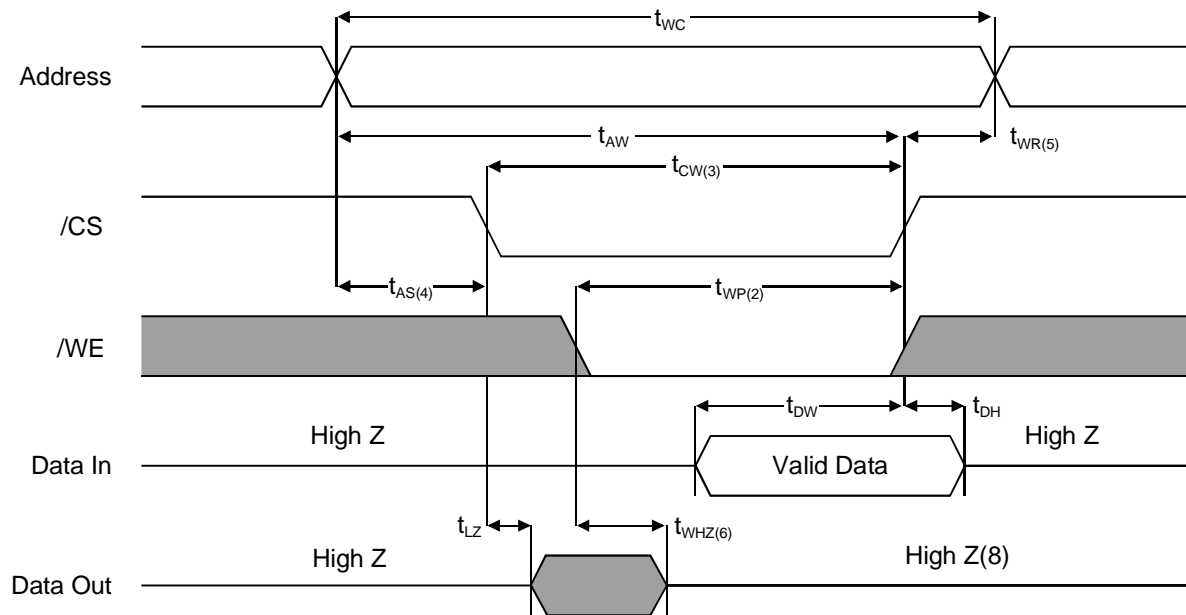 tWC
Address
tAW
tWR(5)
tCW(3)
/CS
tAS(4)
tWP(2)
/WE
tDW
tDH
High Z
High Z
Data In
Valid Data
tLZ
tWHZ(6)
High Z
High Z(8)
Data Out